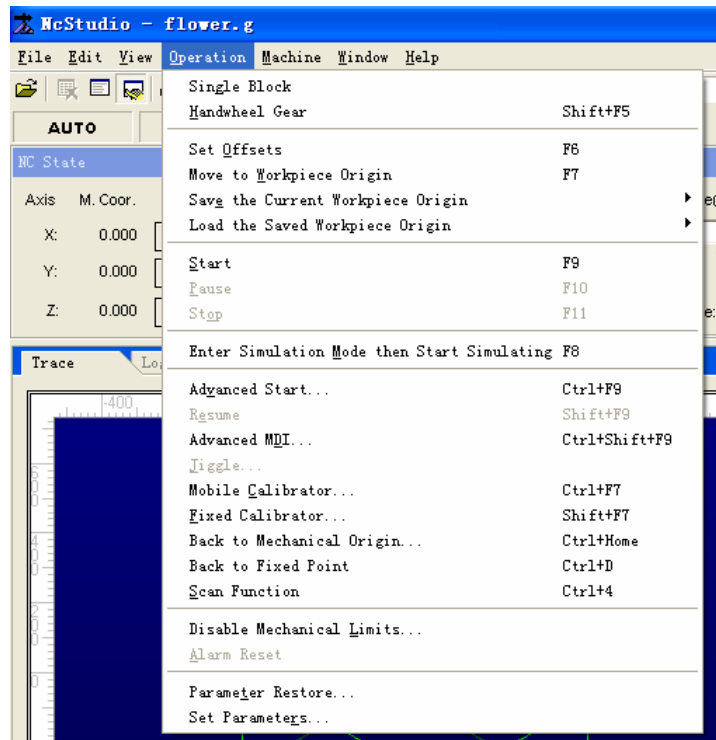 NcStudio - flower.g
File Edit View Operation Machine Window Help
Single Block
Handwheel Gear Shift+F5
AUTO
Set Offsets F6
NC State
Move to Workpiece Origin F7
Axis M. Coor.
Save the Current Workpiece Origin
Load the Saved Workpiece Origin
X: 0.000
Start F9
Y: 0.000
Pause F10
Z: 0.000
Stop F11
Enter Simulation Mode then Start Simulating F8
Trace
Advanced Start... Ctrl+F9
-400
Resume Shift+F9
Advanced MDI... Ctrl+Shift+F9
Jiggle...
Mobile Calibrator... Ctrl+F7
Fixed Calibrator... Shift+F7
Back to Mechanical Origin... Ctrl+Home
Back to Fixed Point Ctrl+D
Scan Function Ctrl+4
Disable Mechanical Limits...
Alarm Reset
Parameter Restore...
Set Parameters...
600
400
200
0